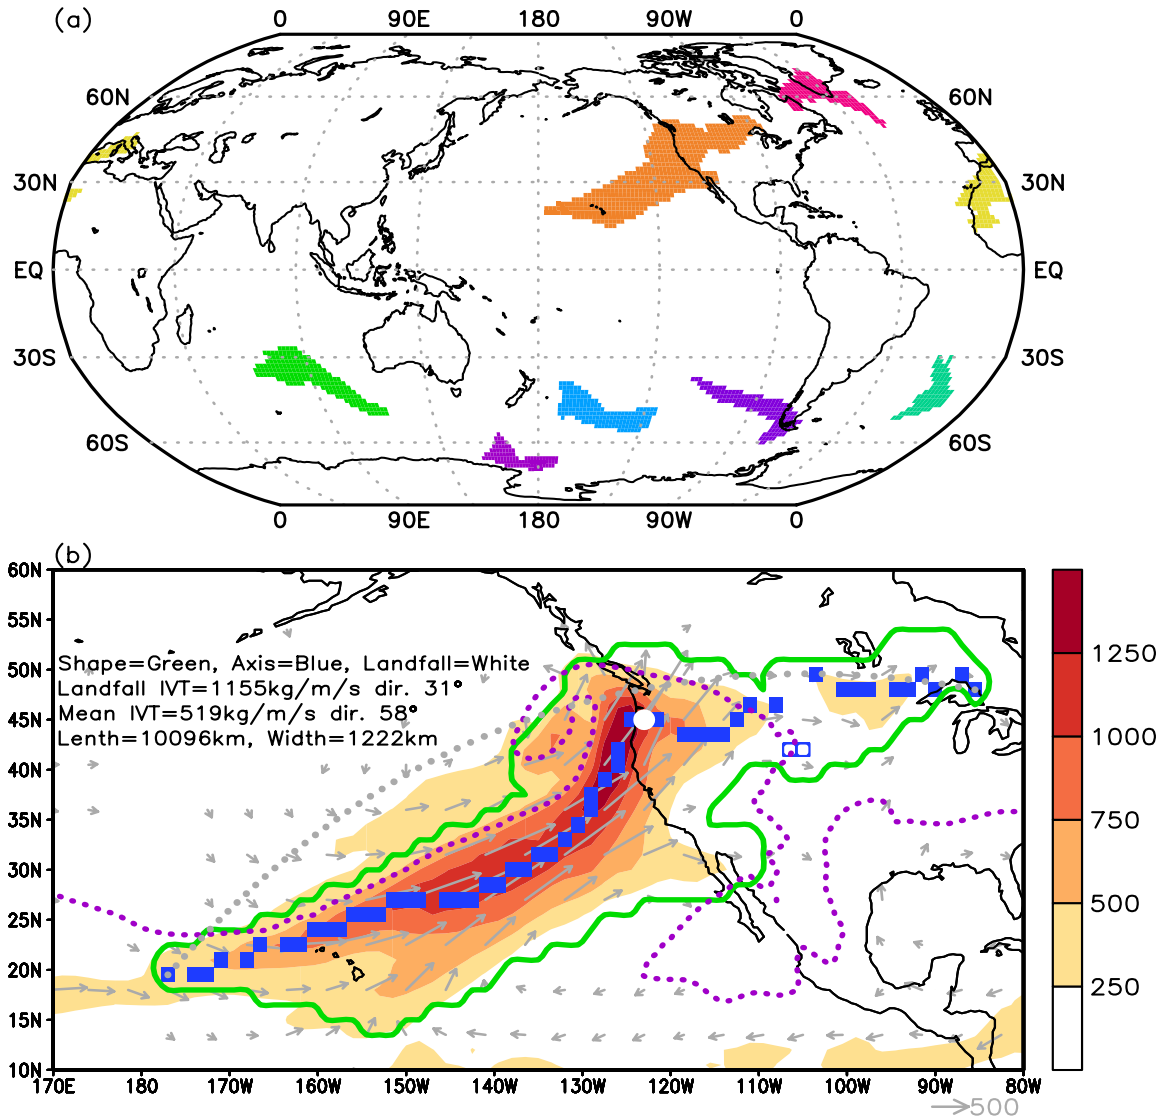 (a)
0 90E 180 90W 0
60N 60N
30N 30N
EQ EQ
30S 30S
60S 60S
0 90E 180 90W 0
(b)
60N
55N
50N
45N
40N
35N
30N
25N
20N
15N
10N
Shape=Green, Axis=Blue, Landfall=White
Landfall IVT=1155kg/m/s dir. 31°
Mean IVT=519kg/m/s dir. 58°
Lenth=10096km, Width=1222km
1250
1000
750
500
250
170E 180 170W 160W 150W 140W 130W 120W 110W 100W 90W 80W
500